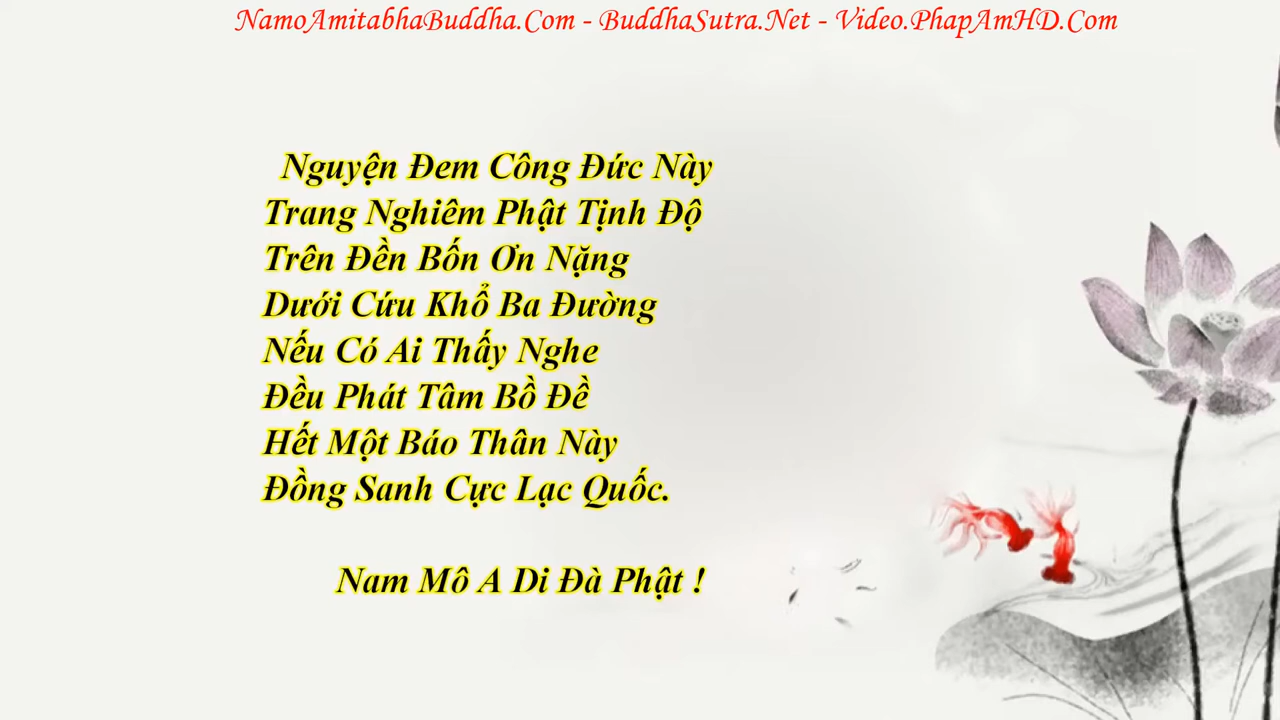 NamoAmitabhaBuddha.Com - BuddhaSutra.Net - Video.PhapAmHD.Com
Nguyện Đem Công Đức Này
Trang Nghiêm Phật Tịnh Độ
Trên Đền Bốn Ơn Nặng
Dưới Cứu Khổ Ba Đường
Nếu Có Ai Thấy Nghe
Đều Phát Tâm Bồ Đề
Hết Một Báo Thân Này
Đồng Sanh Cực Lạc Quốc.
Nam Mô A Di Đà Phật !